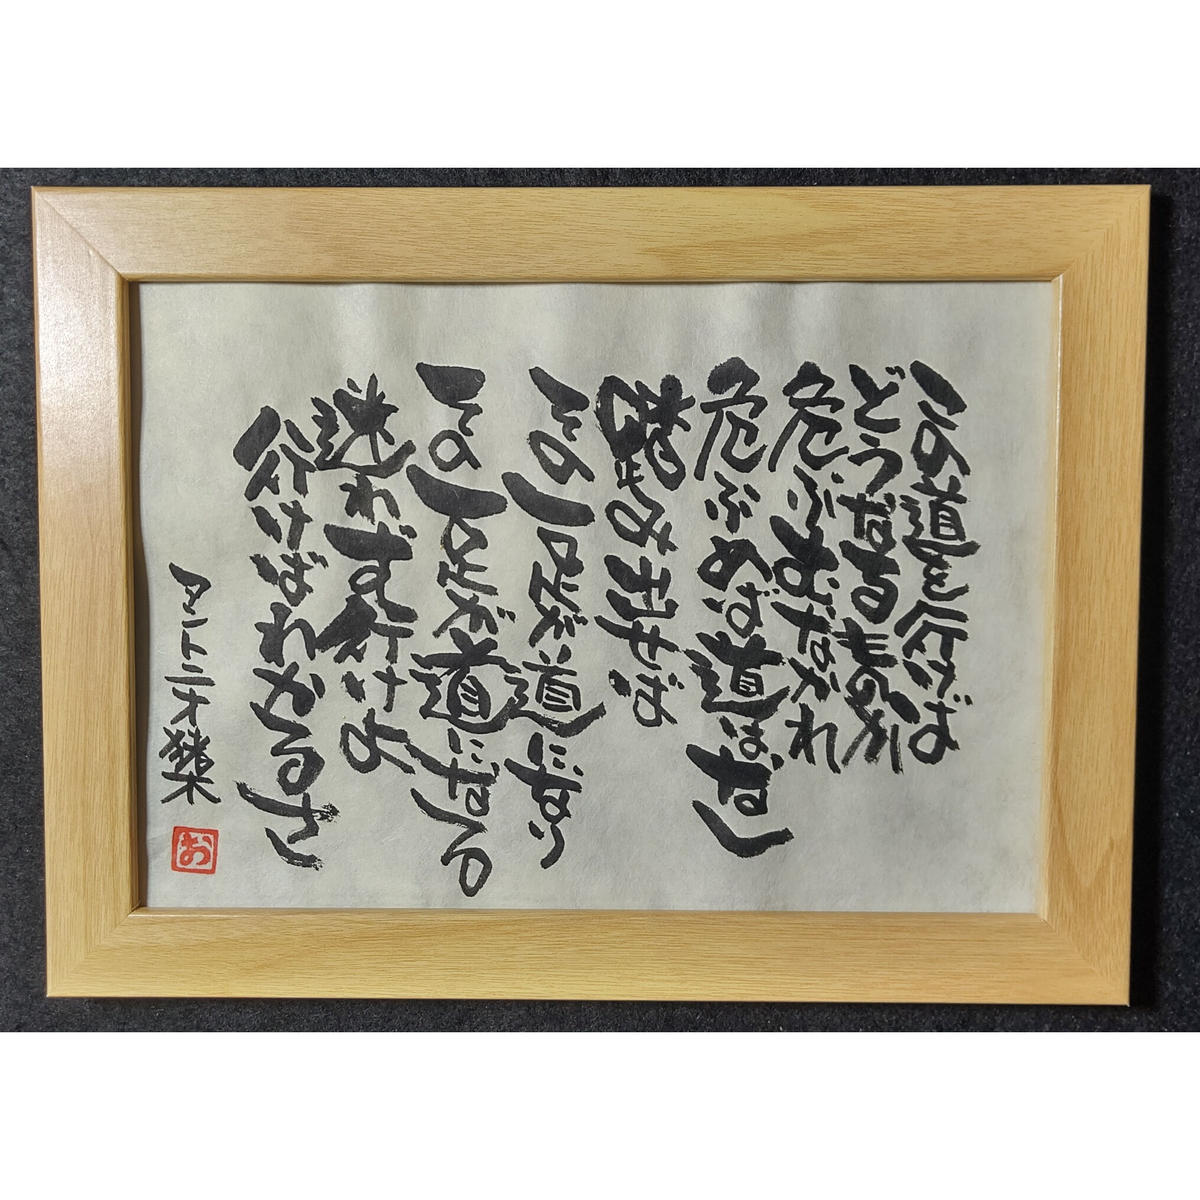 この道を行けば
どうなるものか
危ぶむなかれ
危ぶめば道はなし
踏み出せば
その一足が道になり
その一足が道になる
迷わず行けよ
行けばわかるさ
アントニオ猪木
お